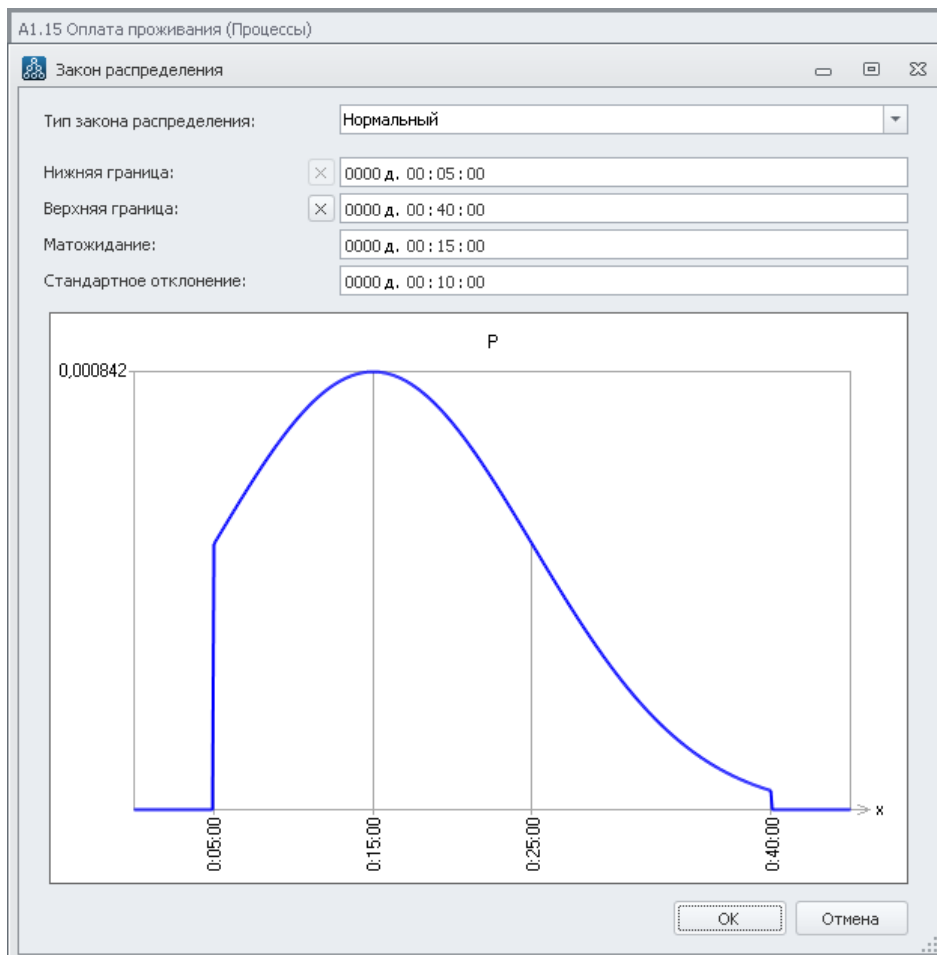 А1.15 Оплата проживания (Процессы)
Закон распределения
Тип закона распределения: Нормальный
Нижняя граница: 0000 д. 00 : 05 : 00
Верхняя граница: 0000 д. 00 : 40 : 00
Матожидание: 0000 д. 00 : 15 : 00
Стандартное отклонение: 0000 д. 00 : 10 : 00
P
0,000842
x
0:05:00 0:15:00 0:25:00 0:40:00
OK Отмена